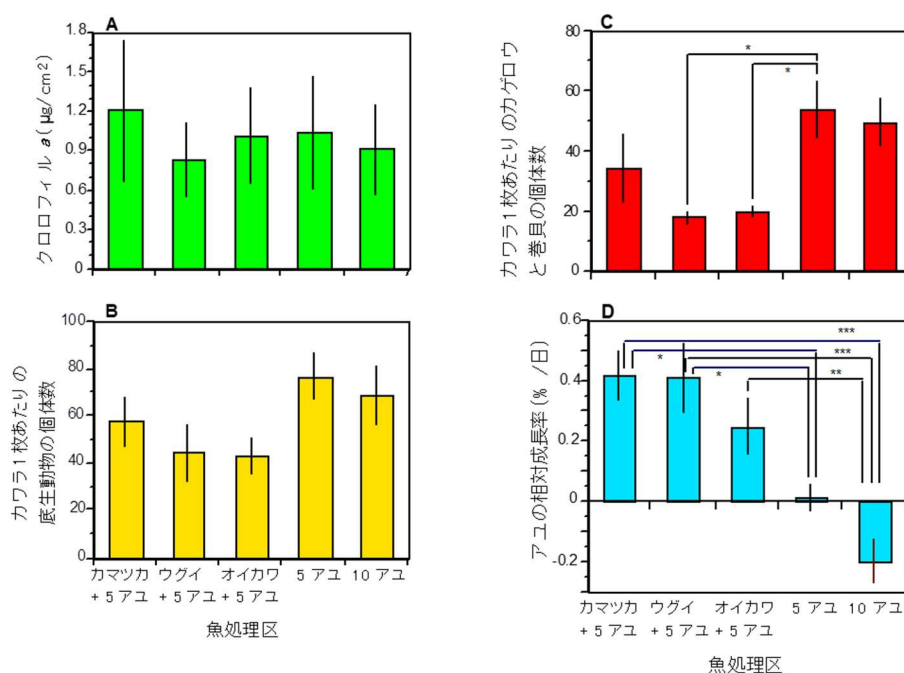 A
クロロフィル a (µg/cm²)
1.8
1.5
1.2
0.9
0.6
0.3
0
B
カワラ1枚あたりの
底生動物の個体数
100
80
60
40
20
0
カマツカ
+ 5 アユ
ウグイ
+ 5 アユ
オイカワ
+ 5 アユ
5 アユ
10 アユ
魚処理区
C
カワラ1枚あたりのカゲロウ
と巻貝の個体数
80
60
40
20
0
*
*
D
アユの相対成長率 (% /日)
0.6
0.4
0.2
0
-0.2
***
*
***
*
**
カマツカ
+ 5 アユ
ウグイ
+ 5 アユ
オイカワ
+ 5 アユ
5 アユ
10 アユ
魚処理区